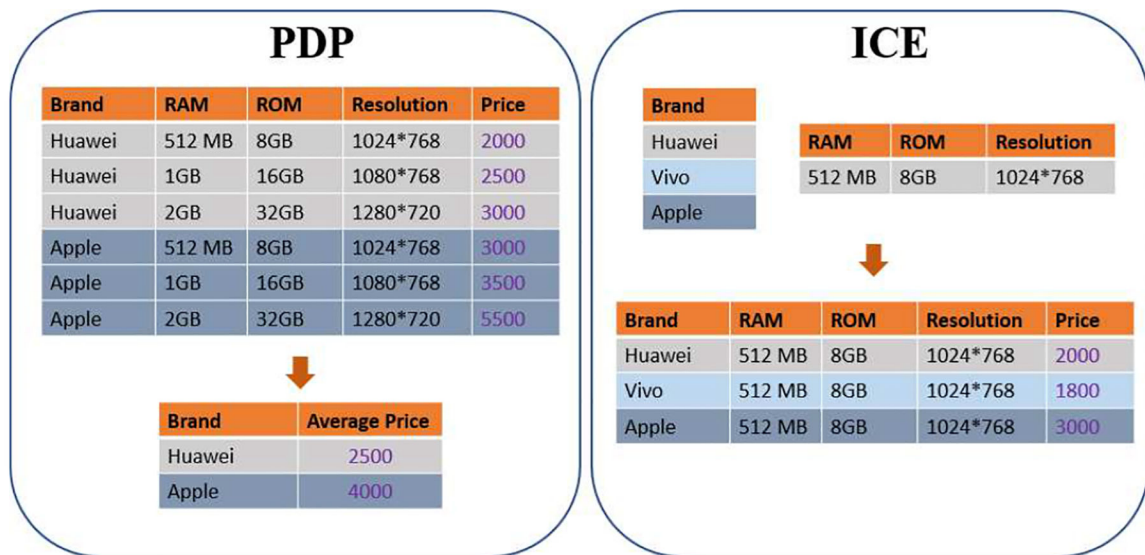 PDP
Brand RAM ROM Resolution Price
Huawei 512 MB 8GB 1024*768 2000
Huawei 1GB 16GB 1080*768 2500
Huawei 2GB 32GB 1280*720 3000
Apple 512 MB 8GB 1024*768 3000
Apple 1GB 16GB 1080*768 3500
Apple 2GB 32GB 1280*720 5500
Brand Average Price
Huawei 2500
Apple 4000
ICE
Brand
Huawei
Vivo
Apple
RAM ROM Resolution
512 MB 8GB 1024*768
Brand RAM ROM Resolution Price
Huawei 512 MB 8GB 1024*768 2000
Vivo 512 MB 8GB 1024*768 1800
Apple 512 MB 8GB 1024*768 3000